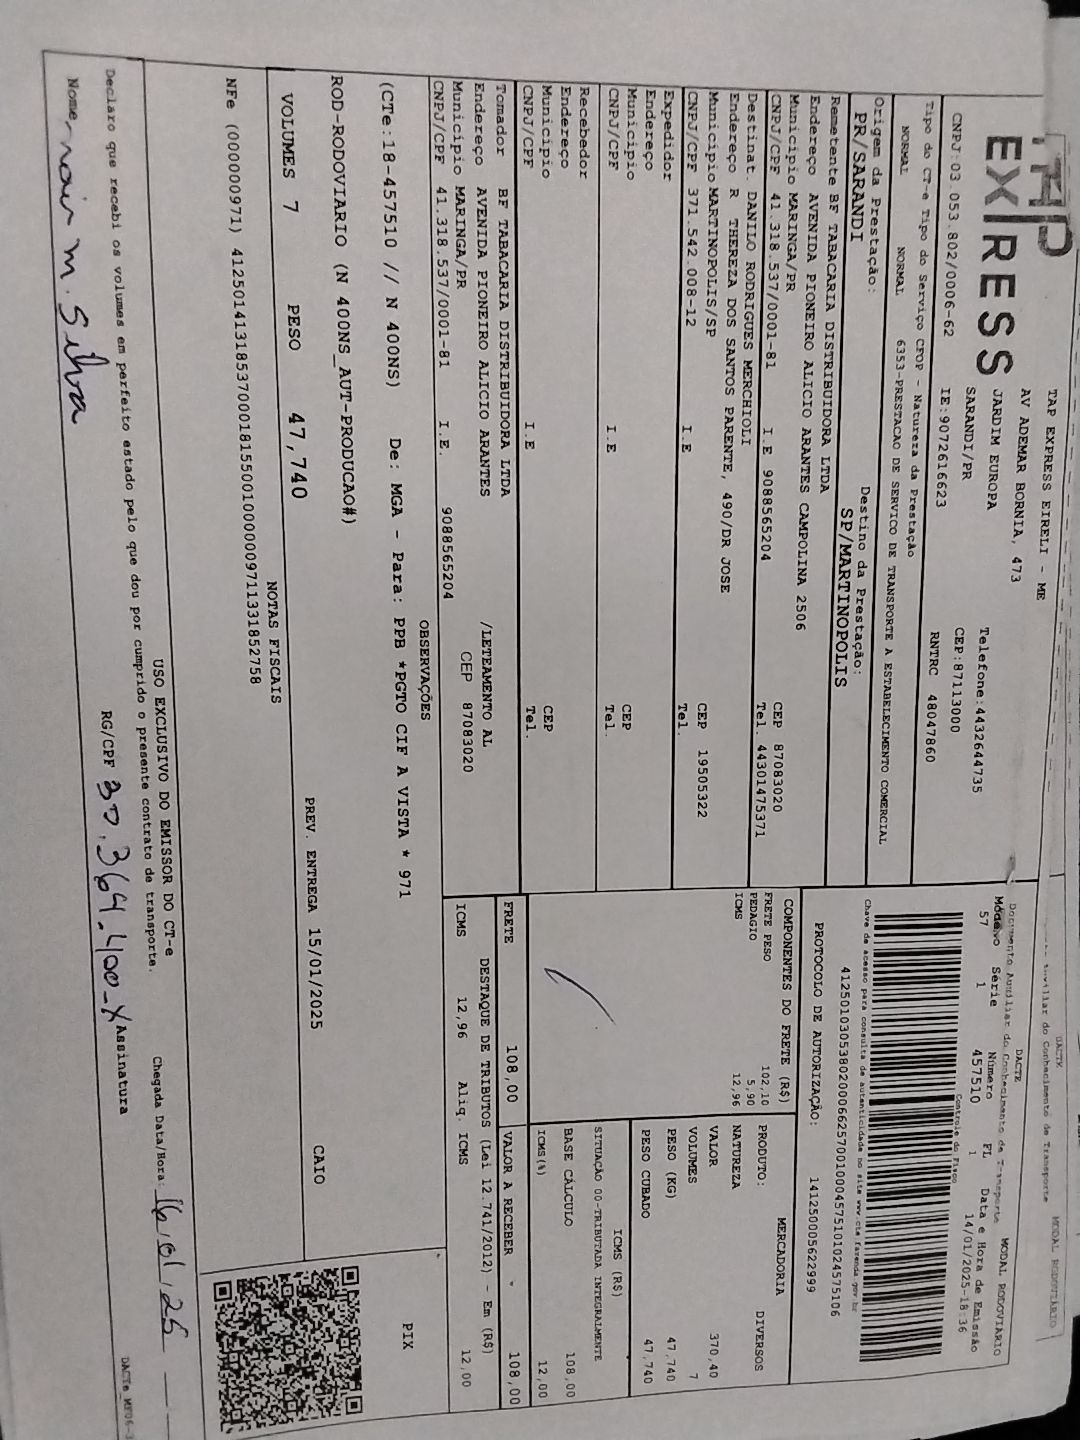 TAP
EXPRESS
TAP EXPRESS EIRELI - ME
AV ADEMAR BORNIA, 473
JARDIM EUROPA
SARANDI/PR
Telefone:4432644735
CEP:87113000
CNPJ:03.053.802/0006-62 IE:9072616623 RNTRC 48047860
Tipo do CT-e Tipo do Serviço CFOP - Natureza da Prestação
NORMAL NORMAL 6353-PRESTACAO DE SERVICO DE TRANSPORTE A ESTABELECIMENTO COMERCIAL
Origem da Prestação: Destino da Prestação:
PR/SARANDI SP/MARTINOPOLIS
Remetente BF TABACARIA DISTRIBUIDORA LTDA
Endereço AVENIDA PIONEIRO ALICIO ARANTES CAMPOLINA 2506
Municipio MARINGA/PR CEP 87083020
CNPJ/CPF 41.318.537/0001-81 I.E 9088565204 Tel. 44301475371
Destinat. DANILO RODRIGUES MERCHIOLI
Endereço R THEREZA DOS SANTOS PARENTE, 490/DR JOSE
Municipio MARTINOPOLIS/SP CEP 19505322
CNPJ/CPF 371.542.008-12 I.E Tel.
Expedidor
Endereço
Municipio CEP
CNPJ/CPF I.E Tel.
Recebedor
Endereço
Municipio CEP
CNPJ/CPF I.E Tel.
Tomador BF TABACARIA DISTRIBUIDORA LTDA
Endereço AVENIDA PIONEIRO ALICIO ARANTES /LETEAMENTO AL
Municipio MARINGA/PR CEP 87083020
CNPJ/CPF 41.318.537/0001-81 I.E. 9088565204
OBSERVAÇÕES
(CTe:18-457510 // N 400NS) De: MGA - Para: PPB *PGTO CIF A VISTA * 971
ROD-RODOVIARIO (N 400NS_AUT-PRODUCAO#)
DACTE MODAL RODOVIÁRIO
Documento Auxiliar do Conhecimento de Transporte
Modelo Série Número FL Data e Hora de Emissão
57 1 457510 1 14/01/2025-18:36
Controle do Fisco
Chave de acesso para consulta de autenticidade no site www.cte.fazenda.gov.br
41250103053802000662570010004575101024575106
PROTOCOLO DE AUTORIZAÇÃO: 141250005622999
COMPONENTES DO FRETE (R$)
FRETE PESO 102,10
PEDAGIO 5,90
ICMS 12,96
MERCADORIA
PRODUTO: DIVERSOS
NATUREZA
VALOR 370,40
VOLUMES 7
PESO (KG) 47,740
PESO CUBADO 47,740
ICMS (R$)
SITUAÇÃO 00-TRIBUTADA INTEGRALMENTE
BASE CÁLCULO 108,00
ICMS(%) 12,00
FRETE 108,00 VALOR A RECEBER 108,00
DESTAQUE DE TRIBUTOS (Lei 12.741/2012) - Em (R$)
ICMS 12,96 Aliq. ICMS 12,00
PIX
VOLUMES 7 PESO 47,740 PREV. ENTREGA 15/01/2025 CAIO
NOTAS FISCAIS
NFe (000000971) 41250141318537000181550010000009711331852758
USO EXCLUSIVO DO EMISSOR DO CT-e
Declaro que recebi os volumes em perfeito estado pelo que dou por cumprido o presente contrato de transporte. Chegada Data/Hora: 16/01/25
Nome, nair m. Silva RG/CPF 30.364.400-X Assinatura